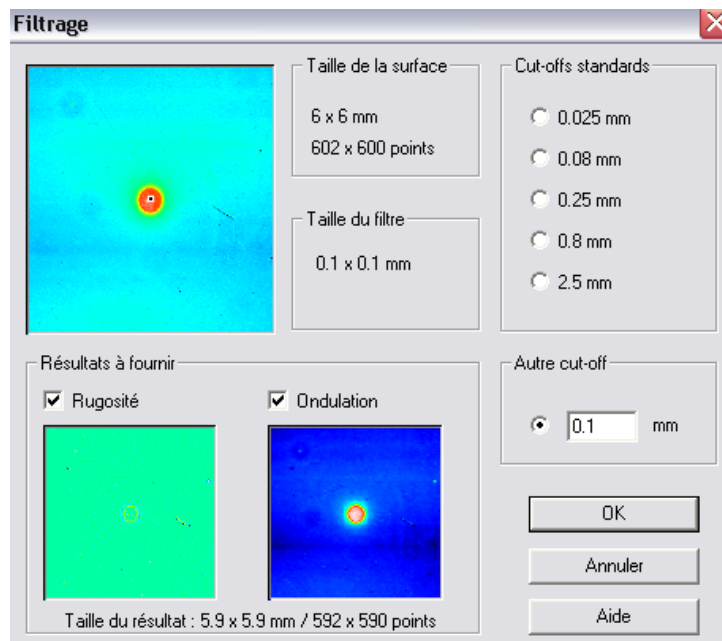 Filtrage
Taille de la surface
6 x 6 mm
602 x 600 points
Taille du filtre
0.1 x 0.1 mm
Cut-offs standards
0.025 mm
0.08 mm
0.25 mm
0.8 mm
2.5 mm
Résultats à fournir
Rugosité
Ondulation
Taille du résultat : 5.9 x 5.9 mm / 592 x 590 points
Autre cut-off
0.1 mm
OK
Annuler
Aide